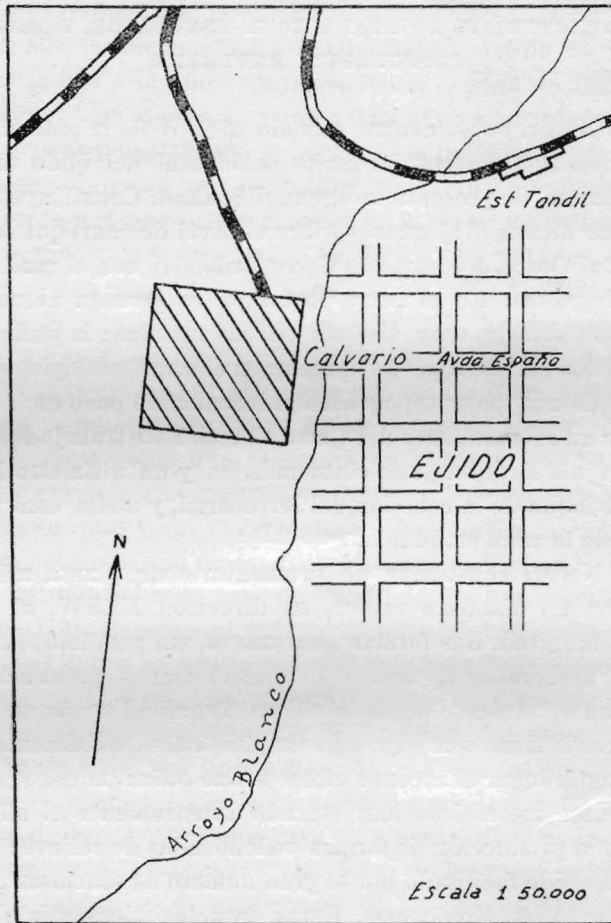 Est Tandil
Calvario
Avda. España
EJIDO
N
Arroyo Blanco
Escala 1 50.000